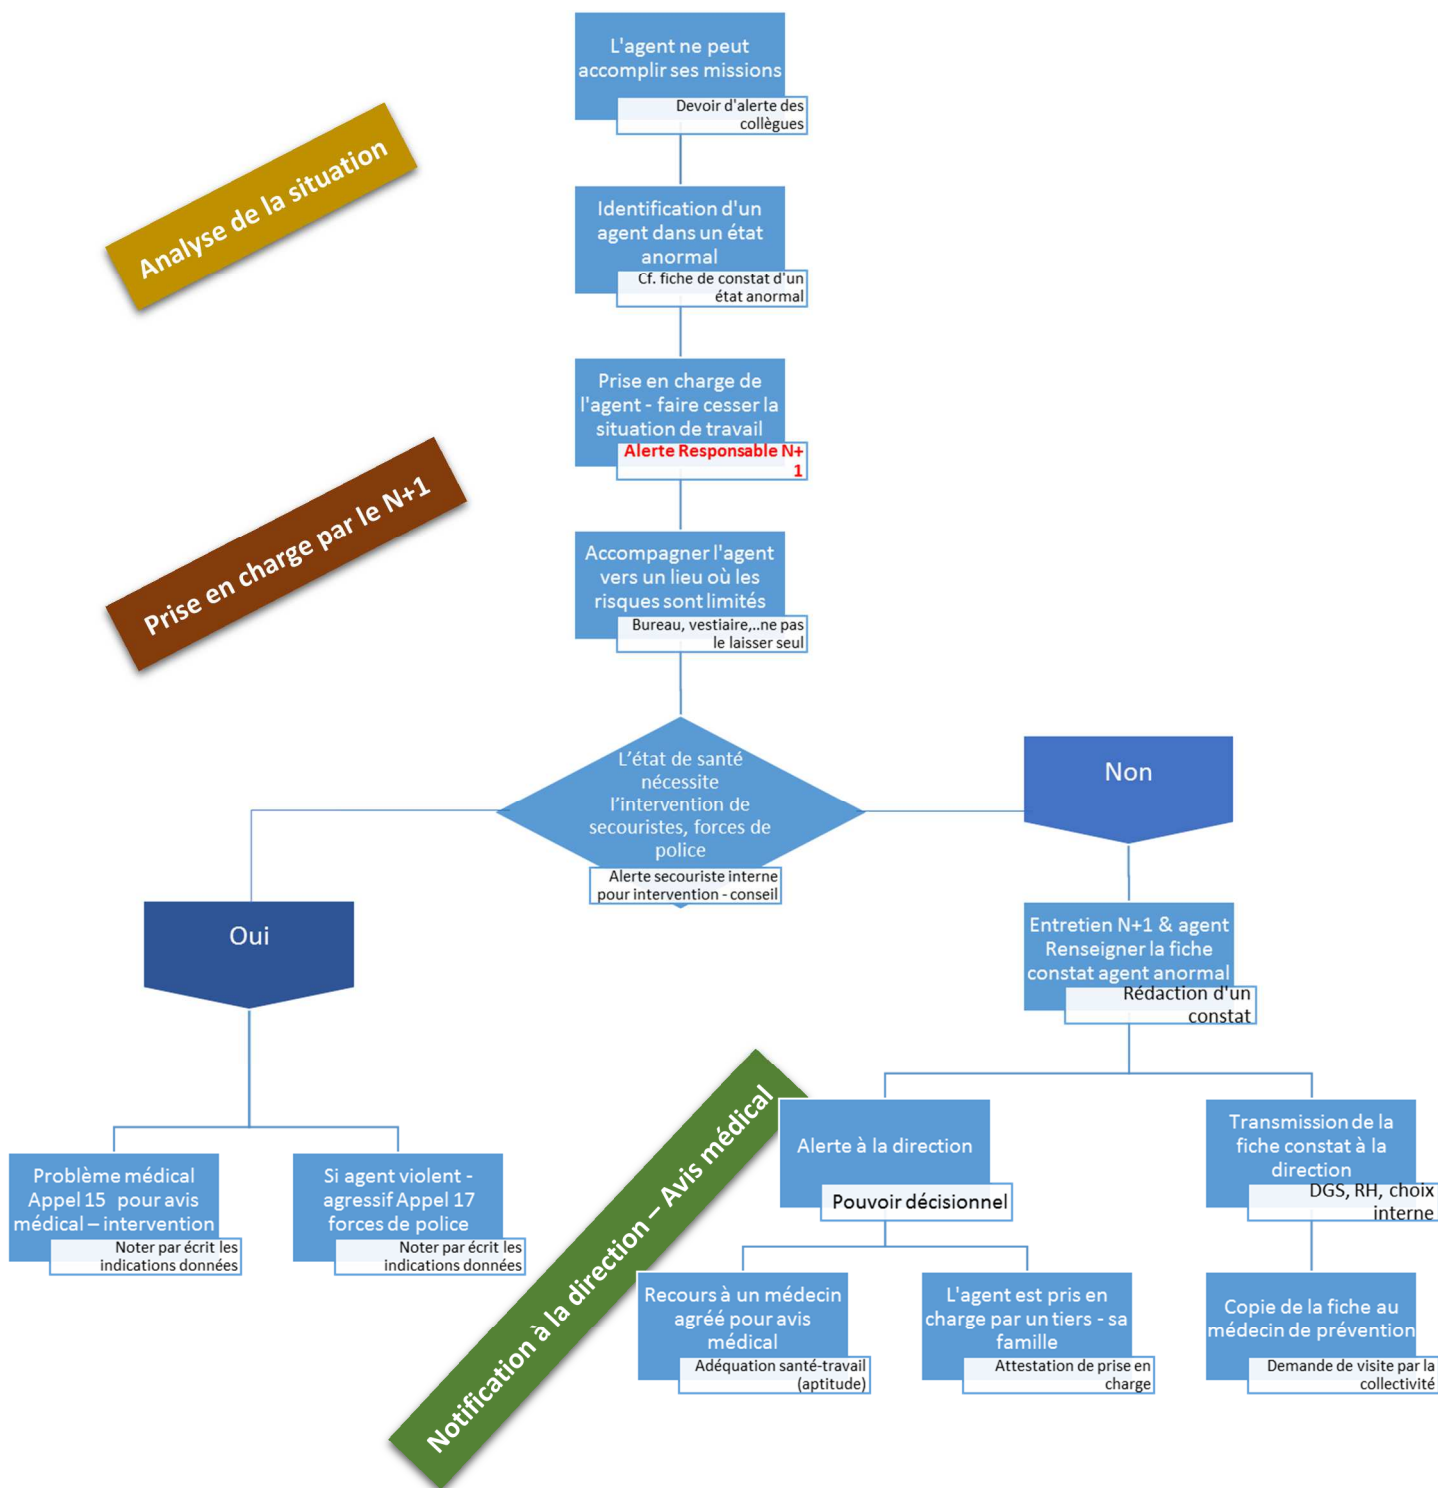 L'agent ne peut
accomplir ses missions
Devoir d'alerte des
collègues
Analyse de la situation
Identification d'un
agent dans un état
anormal
Cf. fiche de constat d'un
état anormal
Prise en charge de
l'agent - faire cesser la
situation de travail
Alerte Responsable N+
1
Prise en charge par le N+1
Accompagner l'agent
vers un lieu où les
risques sont limités
Bureau, vestiaire,..ne pas
le laisser seul
L’état de santé
nécessite
l’intervention de
secouristes, forces de
police
Alerte secouriste interne
pour intervention - conseil
Non
Oui
Entretien N+1 & agent
Renseigner la fiche
constat agent anormal
Rédaction d'un
constat
Problème médical
Appel 15 pour avis
médical – intervention
Noter par écrit les
indications données
Si agent violent -
agressif Appel 17
forces de police
Noter par écrit les
indications données
Notification à la direction – Avis médical
Alerte à la direction
Pouvoir décisionnel
Transmission de la
fiche constat à la
direction
DGS, RH, choix
interne
Recours à un médecin
agréé pour avis
médical
Adéquation santé-travail
(aptitude)
L'agent est pris en
charge par un tiers - sa
famille
Attestation de prise en
charge
Copie de la fiche au
médecin de prévention
Demande de visite par la
collectivité